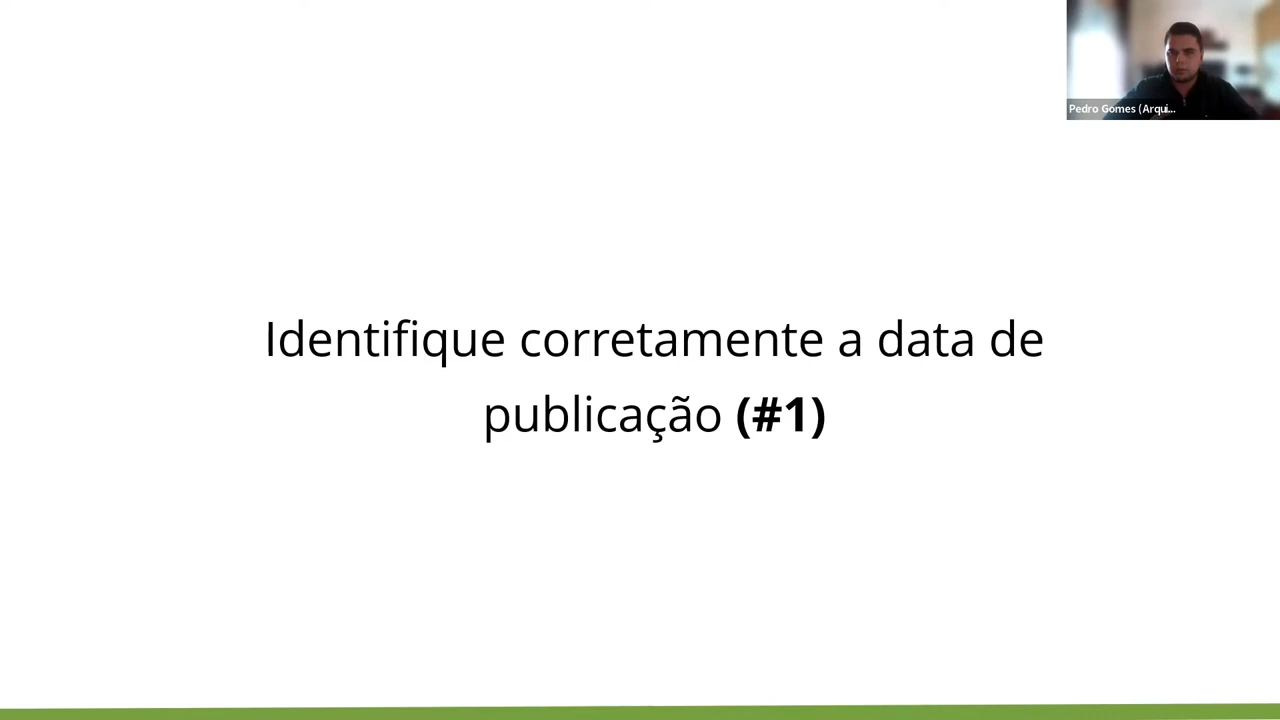 Pedro Gomes (Arqui...
Identifique corretamente a data de
publicação (#1)